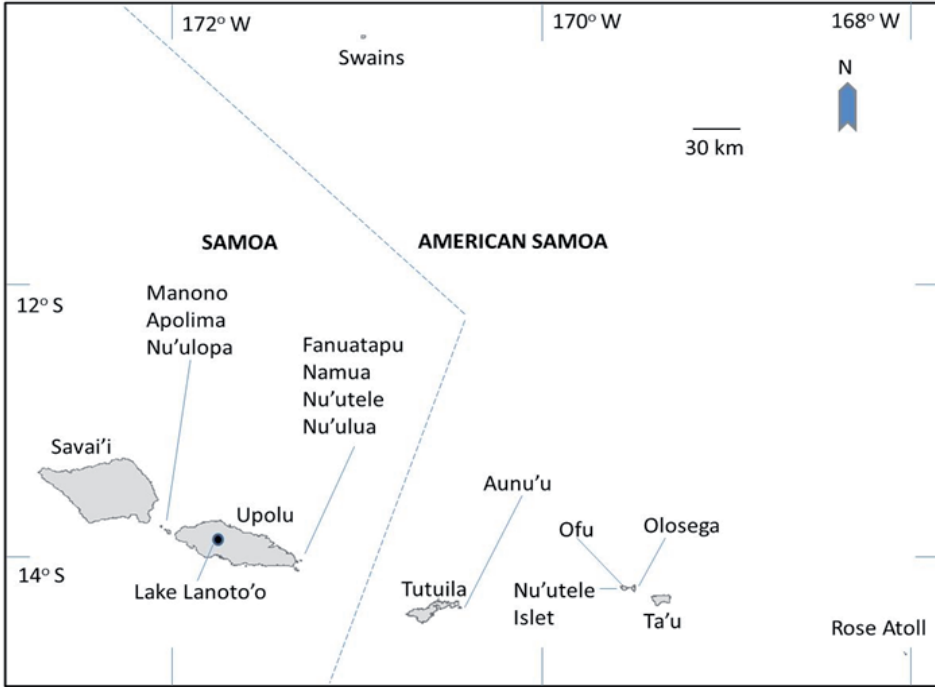 172° W
170° W
168° W
Swains
N
30 km
SAMOA
AMERICAN SAMOA
12° S
Manono
Apolima
Nu'ulopa
Fanuatapu
Namua
Nu'utele
Nu'ulua
Savai'i
Upolu
Aunu'u
Ofu
Olosega
14° S
Lake Lanoto'o
Tutuila
Nu'utele
Islet
Ta'u
Rose Atoll